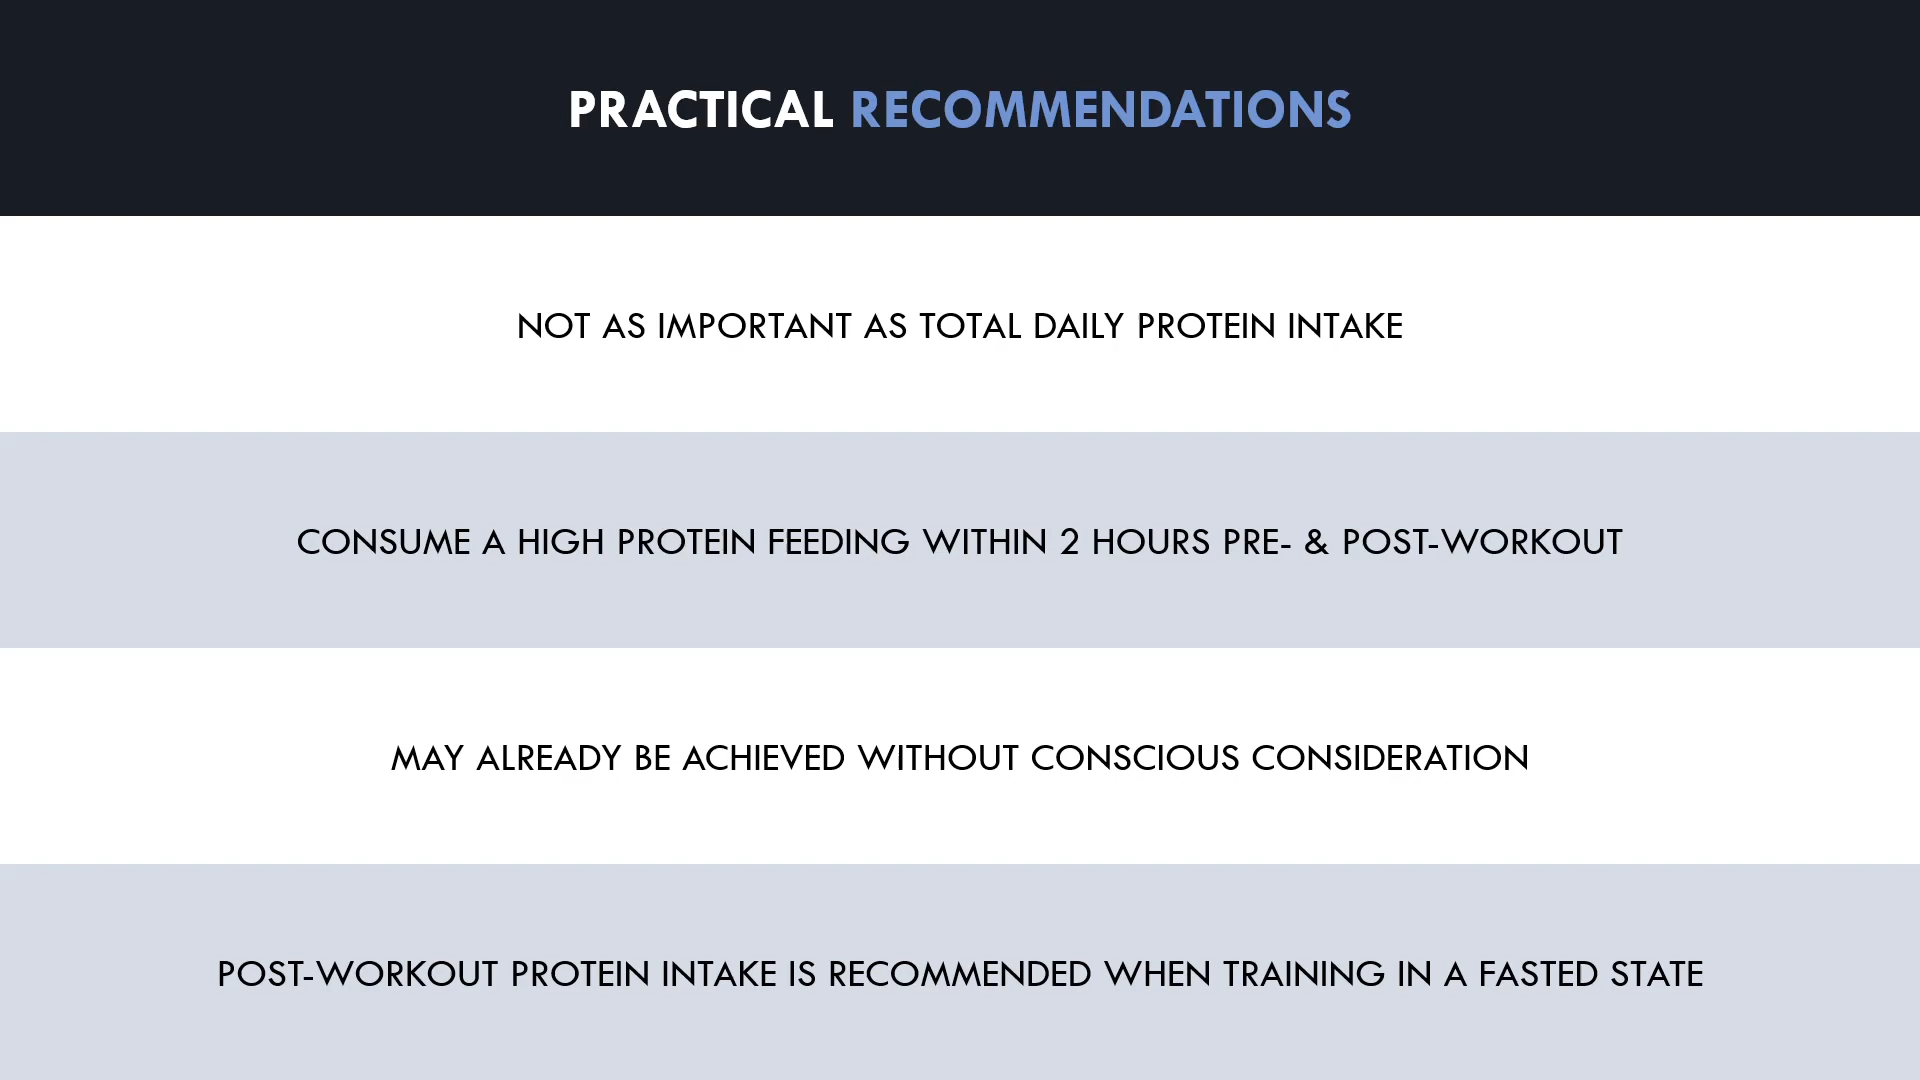 PRACTICAL RECOMMENDATIONS
NOT AS IMPORTANT AS TOTAL DAILY PROTEIN INTAKE
CONSUME A HIGH PROTEIN FEEDING WITHIN 2 HOURS PRE- & POST-WORKOUT
MAY ALREADY BE ACHIEVED WITHOUT CONSCIOUS CONSIDERATION
POST-WORKOUT PROTEIN INTAKE IS RECOMMENDED WHEN TRAINING IN A FASTED STATE